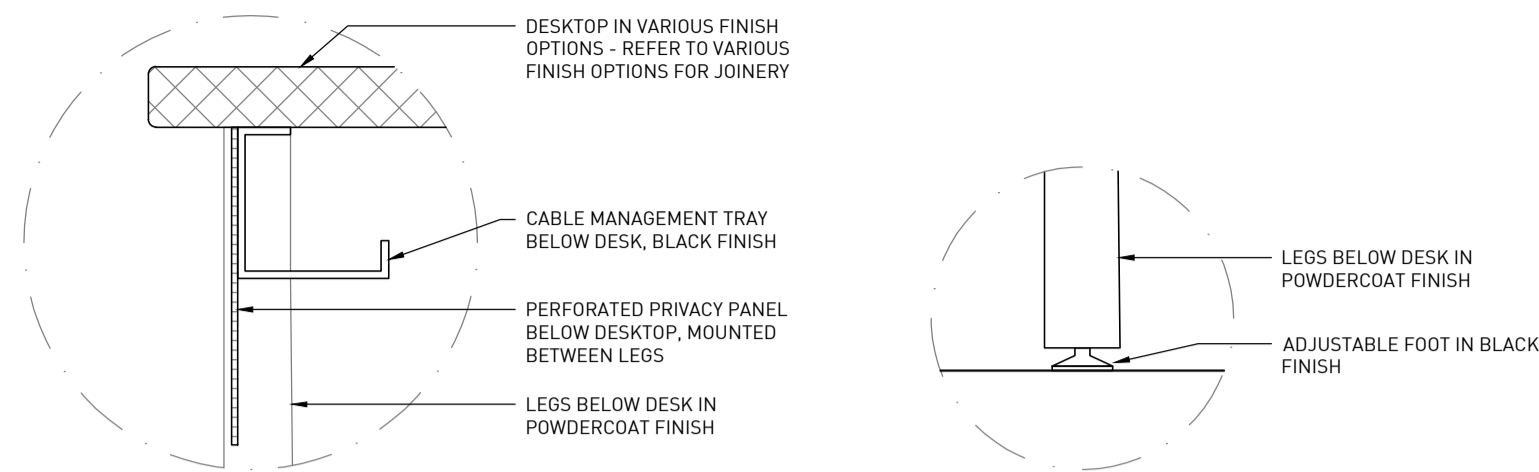 DESKTOP IN VARIOUS FINISH
OPTIONS - REFER TO VARIOUS
FINISH OPTIONS FOR JOINERY
CABLE MANAGEMENT TRAY
BELOW DESK, BLACK FINISH
PERFORATED PRIVACY PANEL
BELOW DESKTOP, MOUNTED
BETWEEN LEGS
LEGS BELOW DESK IN
POWDERCOAT FINISH
LEGS BELOW DESK IN
POWDERCOAT FINISH
ADJUSTABLE FOOT IN BLACK
FINISH